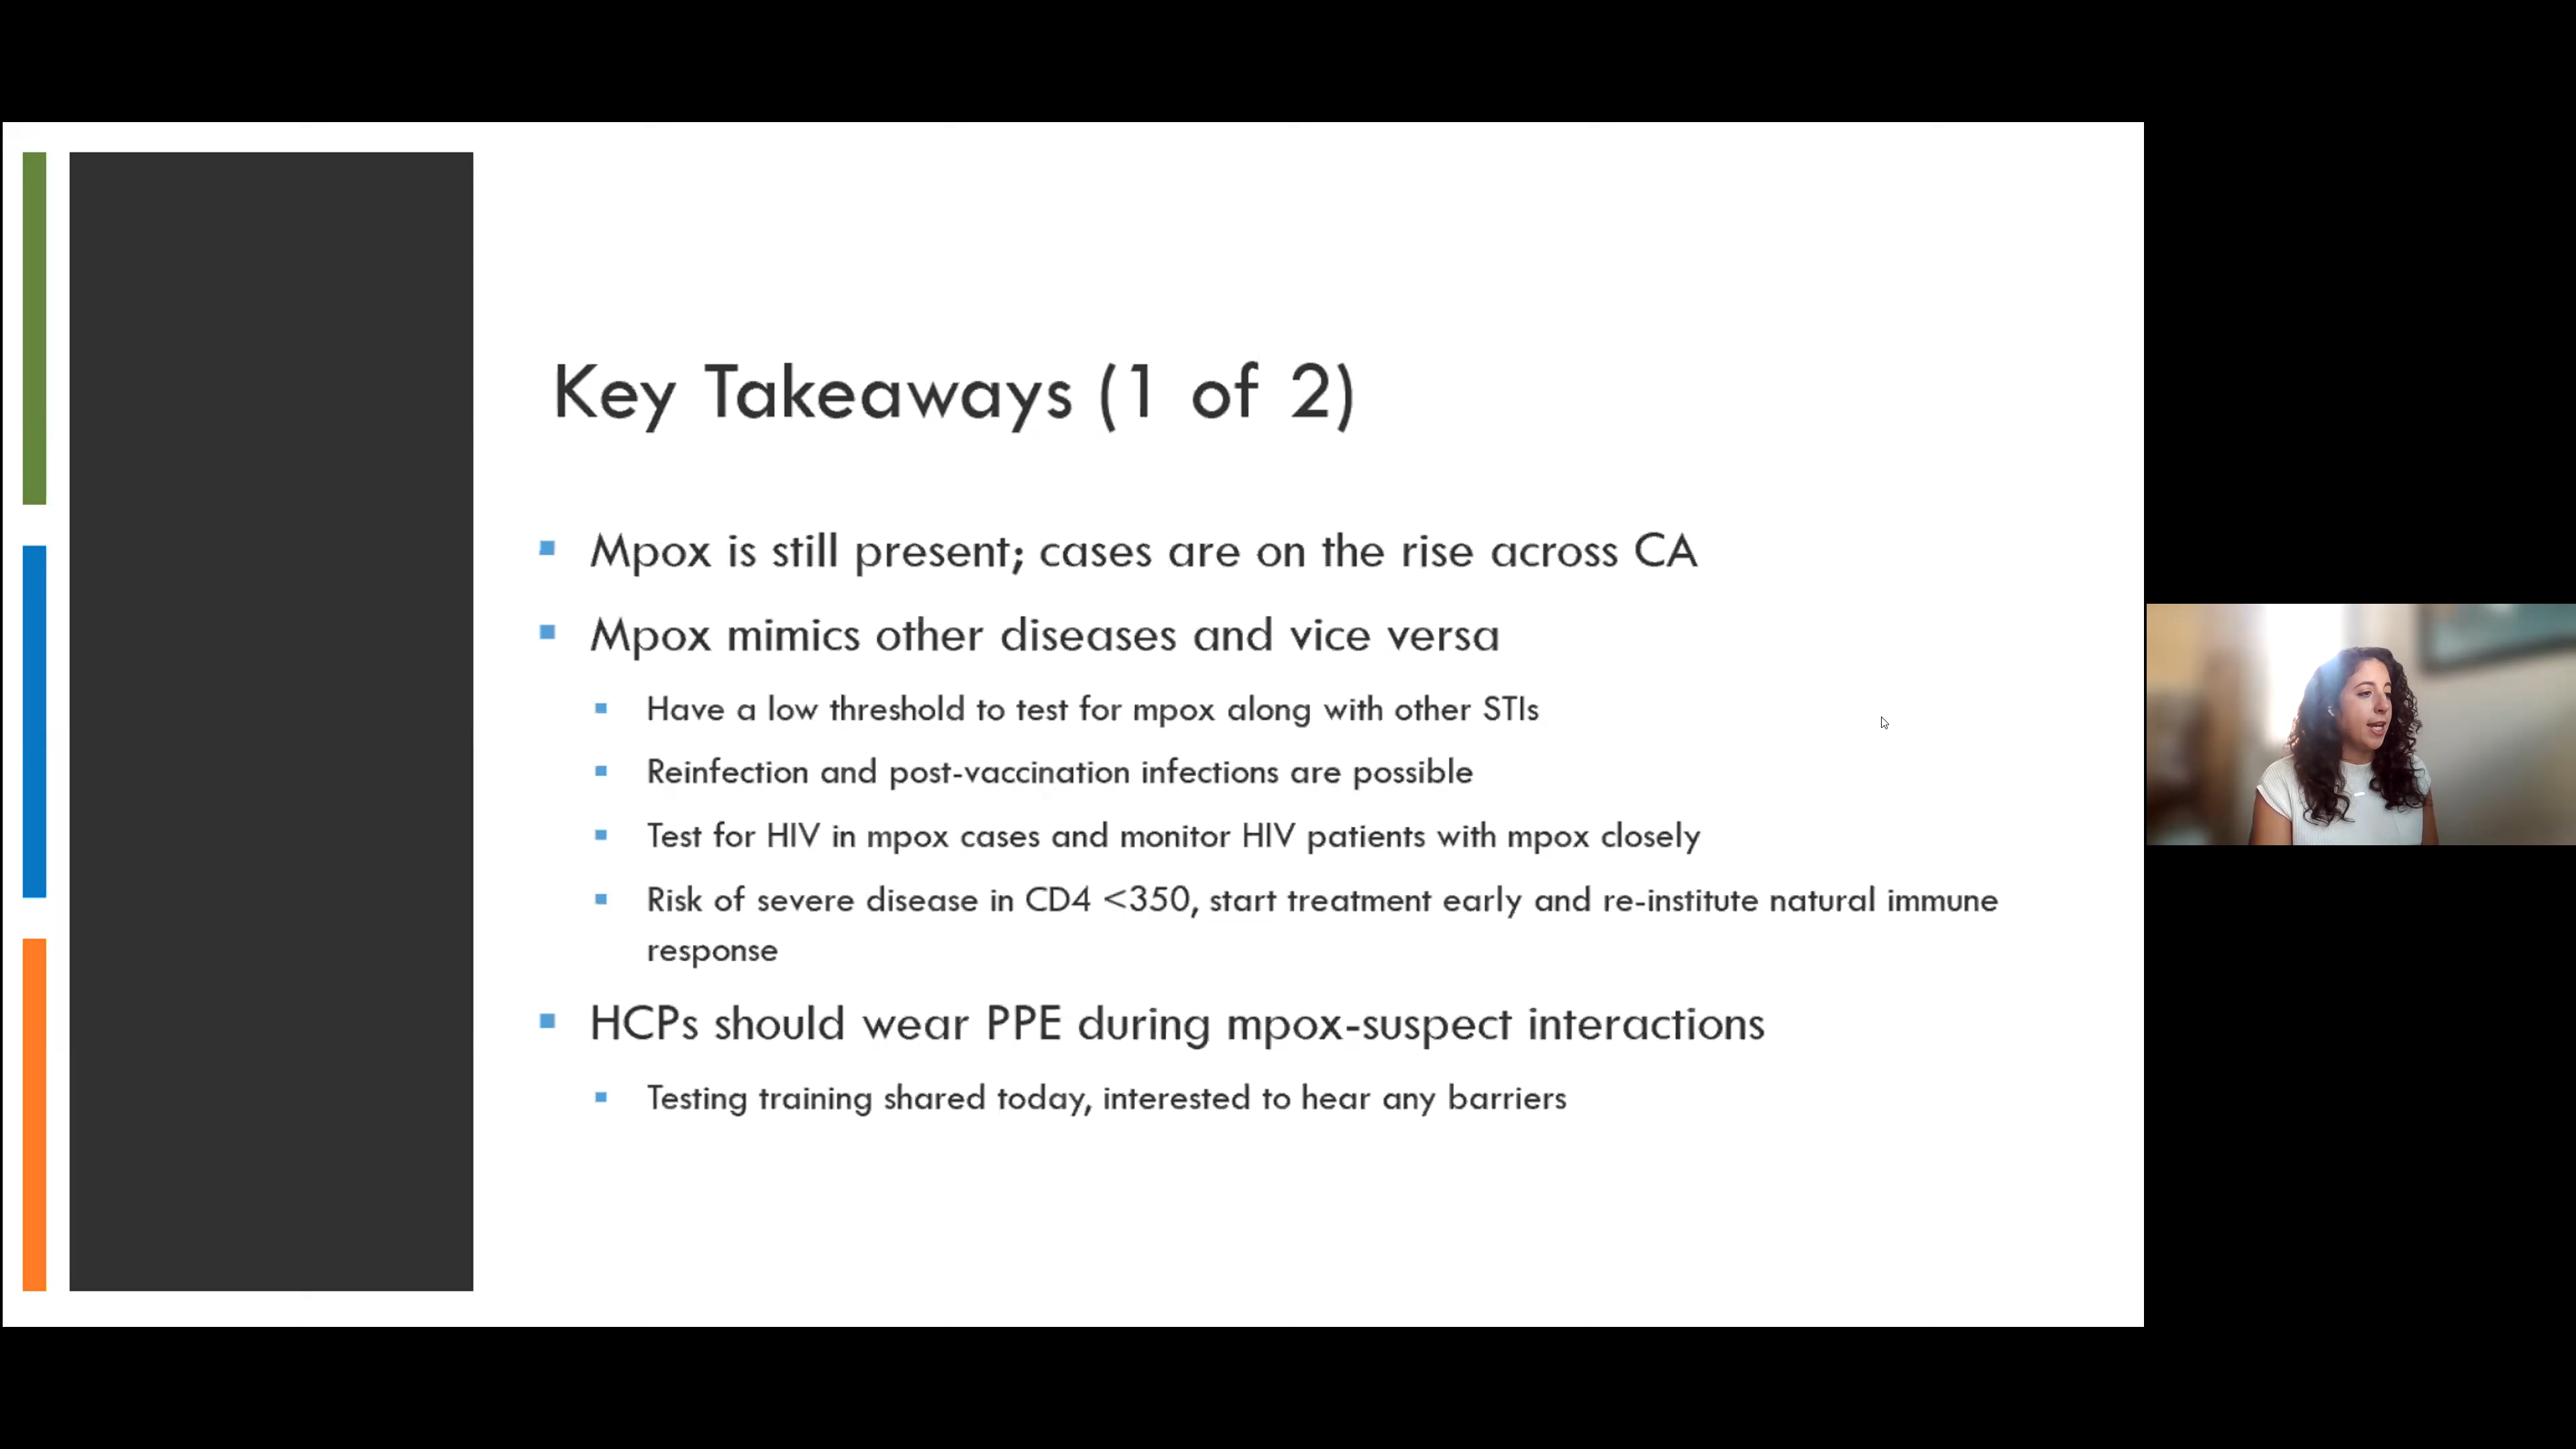 Key Takeaways (1 of 2)
Mpox is still present; cases are on the rise across CA
Mpox mimics other diseases and vice versa
Have a low threshold to test for mpox along with other STIs
Reinfection and post-vaccination infections are possible
Test for HIV in mpox cases and monitor HIV patients with mpox closely
Risk of severe disease in CD4 <350, start treatment early and re-institute natural immune
response
HCPs should wear PPE during mpox-suspect interactions
Testing training shared today, interested to hear any barriers